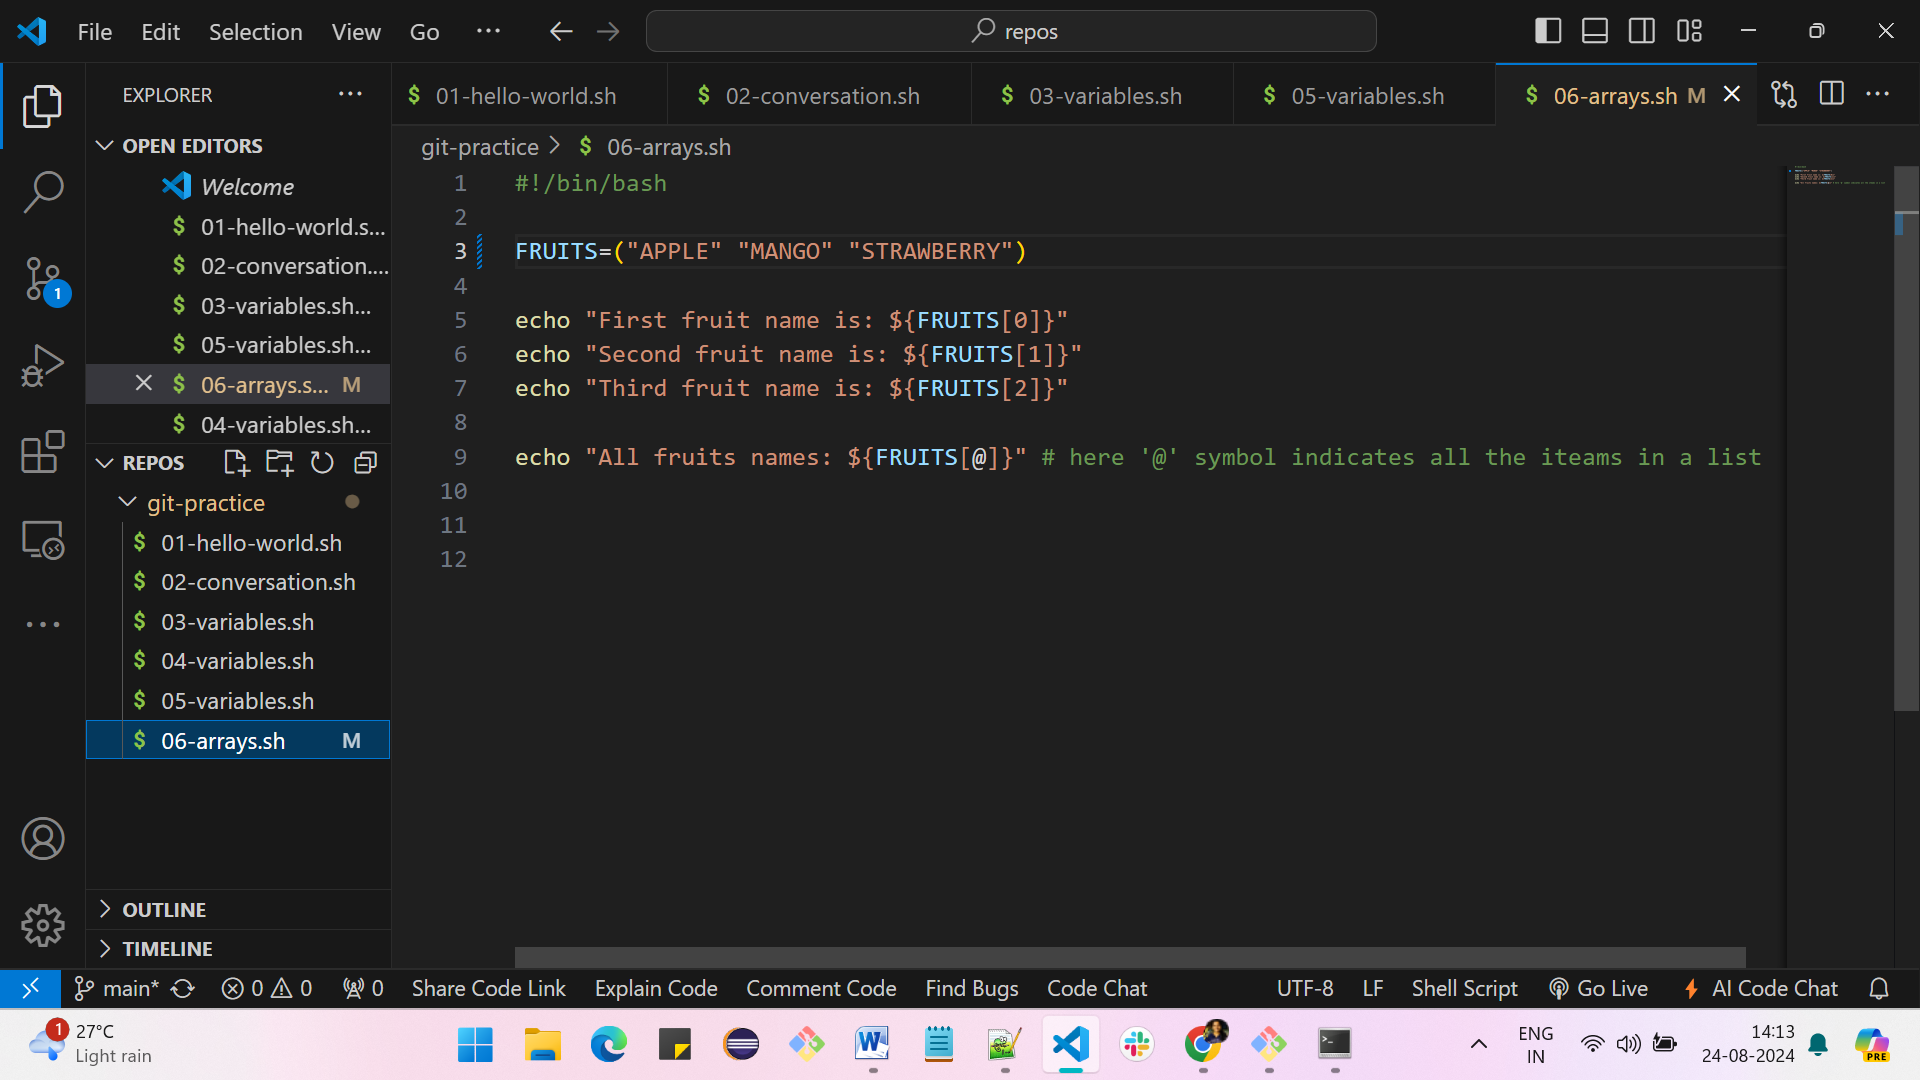 File Edit Selection View Go ··· repos
EXPLORER ···
OPEN EDITORS
Welcome
$ 01-hello-world.s...
$ 02-conversation....
$ 03-variables.sh...
$ 05-variables.sh...
$ 06-arrays.s... M
$ 04-variables.sh...
REPOS
git-practice
$ 01-hello-world.sh
$ 02-conversation.sh
$ 03-variables.sh
$ 04-variables.sh
$ 05-variables.sh
$ 06-arrays.sh M
OUTLINE
TIMELINE
1
$ 01-hello-world.sh $ 02-conversation.sh $ 03-variables.sh $ 05-variables.sh $ 06-arrays.sh M
git-practice > $ 06-arrays.sh
1 #!/bin/bash
2
3 FRUITS=("APPLE" "MANGO" "STRAWBERRY")
4
5 echo "First fruit name is: ${FRUITS[0]}"
6 echo "Second fruit name is: ${FRUITS[1]}"
7 echo "Third fruit name is: ${FRUITS[2]}"
8
9 echo "All fruits names: ${FRUITS[@]}" # here '@' symbol indicates all the iteams in a list
10
11
12
main* 0 0 0 Share Code Link Explain Code Comment Code Find Bugs Code Chat UTF-8 LF Shell Script Go Live AI Code Chat
1 27°C
Light rain
W
ENG
IN
14:13
24-08-2024
PRE